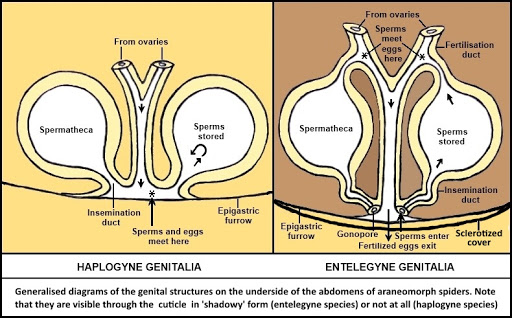 From ovaries
Spermatheca
Sperms
stored
Insemination
duct
Sperms and eggs
meet here
Epigastric
furrow
HAPLOGYNE GENITALIA
From ovaries
Sperms
meet
eggs
here
Fertilisation
duct
Spermatheca
Sperms
stored
Insemination
duct
Epigastric
furrow
Gonopore
Sperms enter
Fertilized eggs exit
Sclerotized
cover
ENTELEGYNE GENITALIA
Generalised diagrams of the genital structures on the underside of the abdomens of araneomorph spiders. Note
that they are visible through the cuticle in 'shadowy' form (entelegyne species) or not at all (haplogyne species)